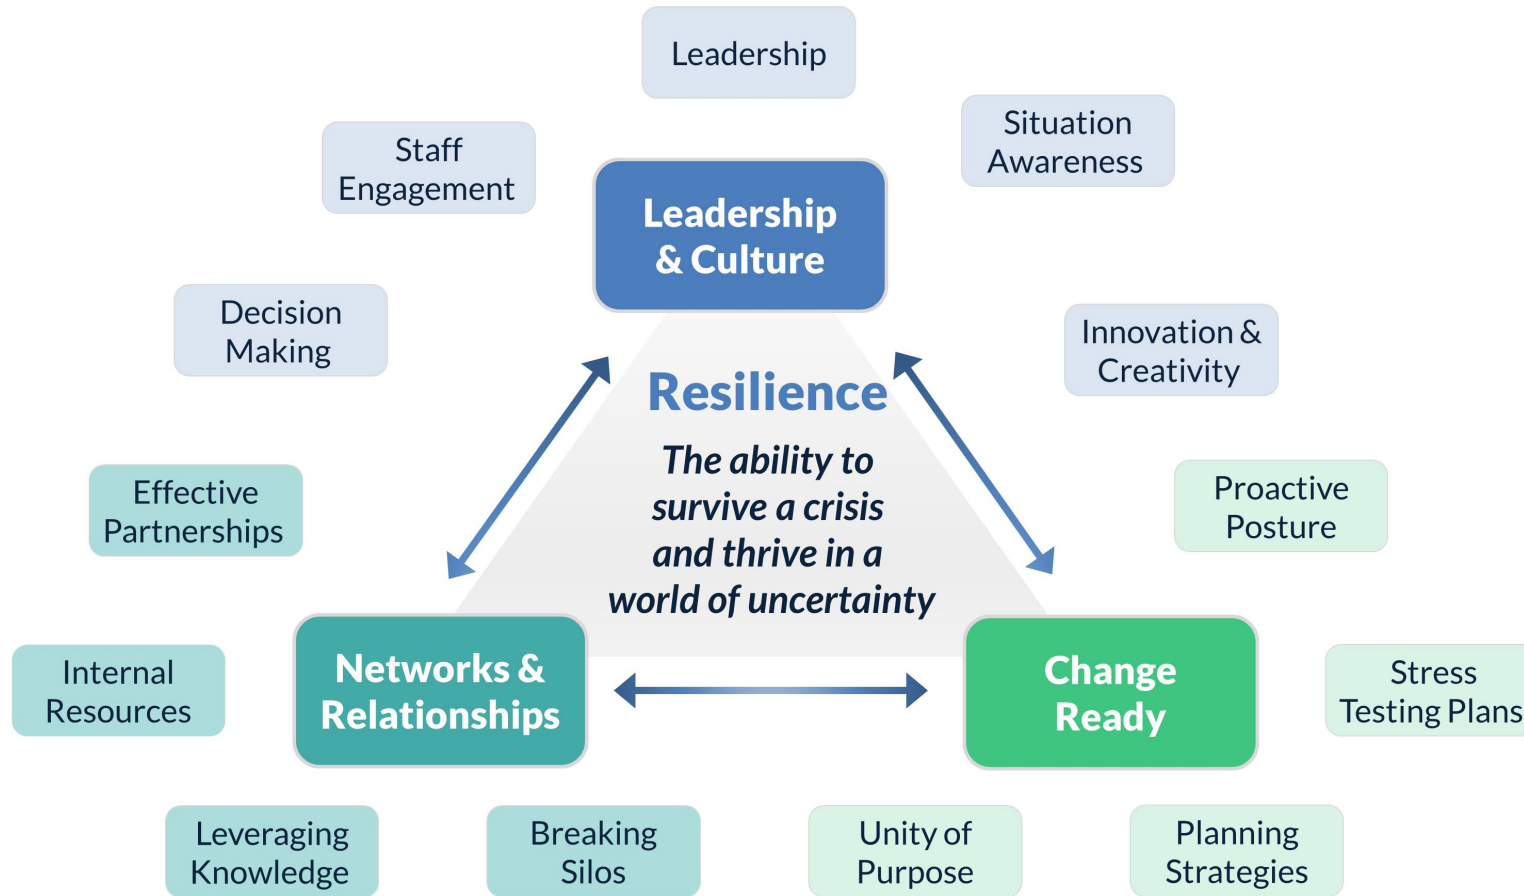 Leadership
Situation
Awareness
Staff
Engagement
Leadership
& Culture
Decision
Making
Innovation &
Creativity
Resilience
The ability to
survive a crisis
and thrive in a
world of uncertainty
Effective
Partnerships
Proactive
Posture
Internal
Resources
Networks &
Relationships
Change
Ready
Stress
Testing Plans
Leveraging
Knowledge
Breaking
Silos
Unity of
Purpose
Planning
Strategies